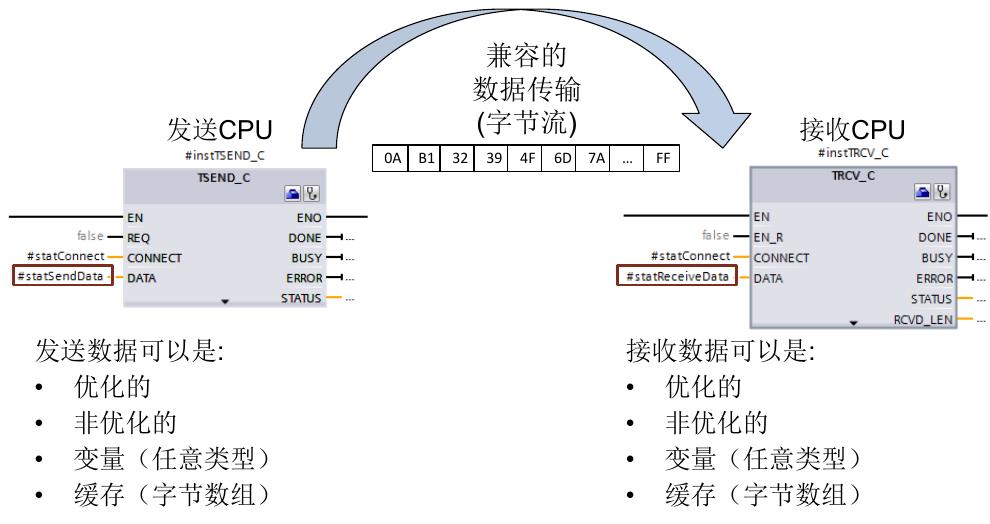 兼容的
数据传输
(字节流)
0A B1 32 39 4F 6D 7A ... FF
发送CPU
#instTSEND_C
TSEND_C
EN ENO
false REQ DONE ...
#statConnect CONNECT BUSY ...
#statSendData DATA ERROR ...
STATUS ...
接收CPU
#instTRCV_C
TRCV_C
EN ENO
false EN_R DONE ...
#statConnect CONNECT BUSY ...
#statReceiveData DATA ERROR ...
STATUS ...
RCVD_LEN ...
发送数据可以是:
• 优化的
• 非优化的
• 变量（任意类型）
• 缓存（字节数组）
接收数据可以是:
• 优化的
• 非优化的
• 变量（任意类型）
• 缓存（字节数组）